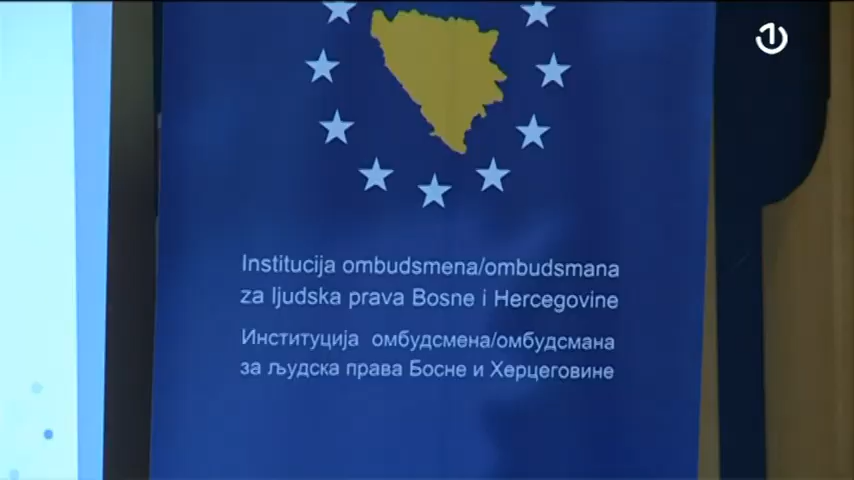 Institucija ombudsmena/ombudsmana
za ljudska prava Bosne i Hercegovine
Институција омбудсмена/омбудсмана
за људска права Босне и Херцеговине